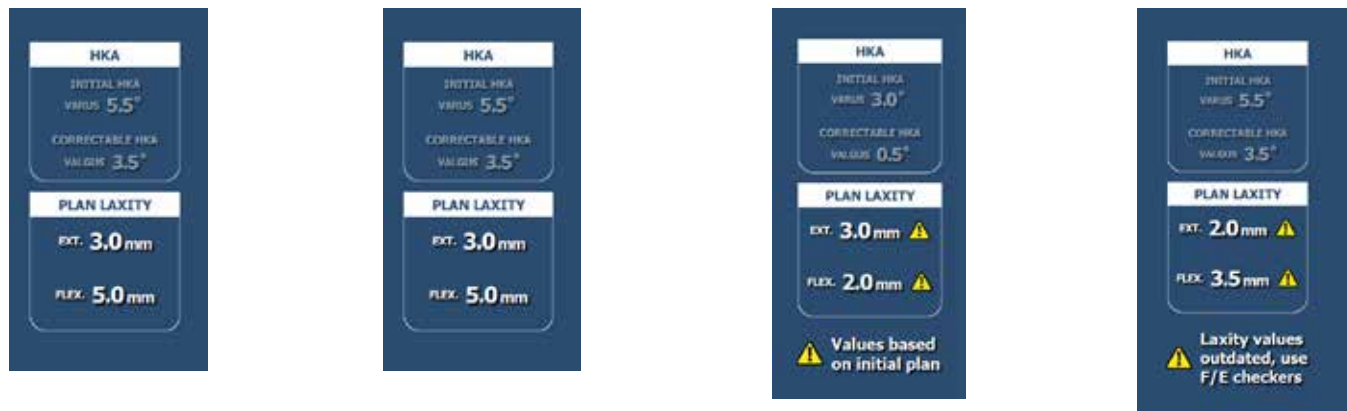 HKA
INITIAL HKA
VARUS 5.5°
CORRECTABLE HKA
VALGUS 3.5°
PLAN LAXITY
EXT. 3.0 mm
FLEX. 5.0 mm
HKA
INITIAL HKA
VARUS 5.5°
CORRECTABLE HKA
VALGUS 3.5°
PLAN LAXITY
EXT. 3.0 mm
FLEX. 5.0 mm
HKA
INITIAL HKA
VARUS 3.0°
CORRECTABLE HKA
VALGUS 0.5°
PLAN LAXITY
EXT. 3.0 mm
FLEX. 2.0 mm
Values based
on initial plan
HKA
INITIAL HKA
VARUS 5.5°
CORRECTABLE HKA
VALGUS 3.5°
PLAN LAXITY
EXT. 2.0 mm
FLEX. 3.5 mm
Laxity values
outdated, use
F/E checkers